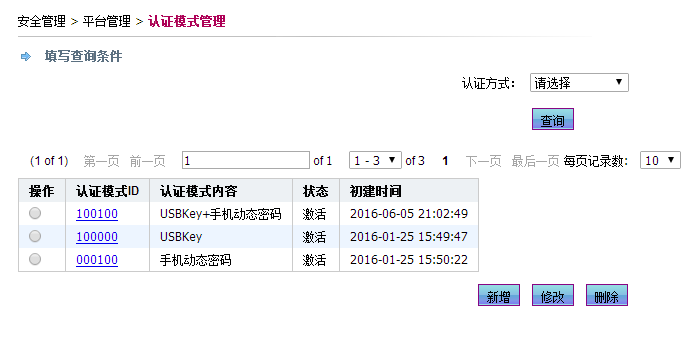 安全管理 > 平台管理 > 认证模式管理
填写查询条件
认证方式： 请选择
查询
(1 of 1) 第一页 前一页 1 of 1 1 - 3 of 3 1 下一页 最后一页 每页记录数： 10
操作 认证模式ID 认证模式内容 状态 初建时间
100100 USBKey+手机动态密码 激活 2016-06-05 21:02:49
100000 USBKey 激活 2016-01-25 15:49:47
000100 手机动态密码 激活 2016-01-25 15:50:22
新增 修改 删除